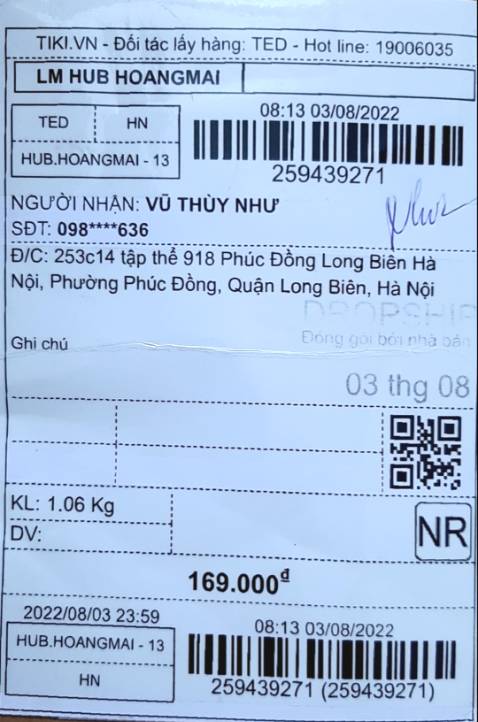 TIKI.VN - Đối tác lấy hàng: TED - Hot line: 19006035
LM HUB HOANGMAI
TED HN
HUB.HOANGMAI - 13
08:13 03/08/2022
259439271
NGƯỜI NHẬN: VŨ THÙY NHƯ
SĐT: 098****636
Đ/C: 253c14 tập thể 918 Phúc Đồng Long Biên Hà
Nội, Phường Phúc Đồng, Quận Long Biên, Hà Nội
DROPSHIP
Đóng gói bởi nhà bán
Ghi chú
03 thg 08
KL: 1.06 Kg
DV:
NR
169.000đ
2022/08/03 23:59
HUB.HOANGMAI - 13
HN
08:13 03/08/2022
259439271 (259439271)